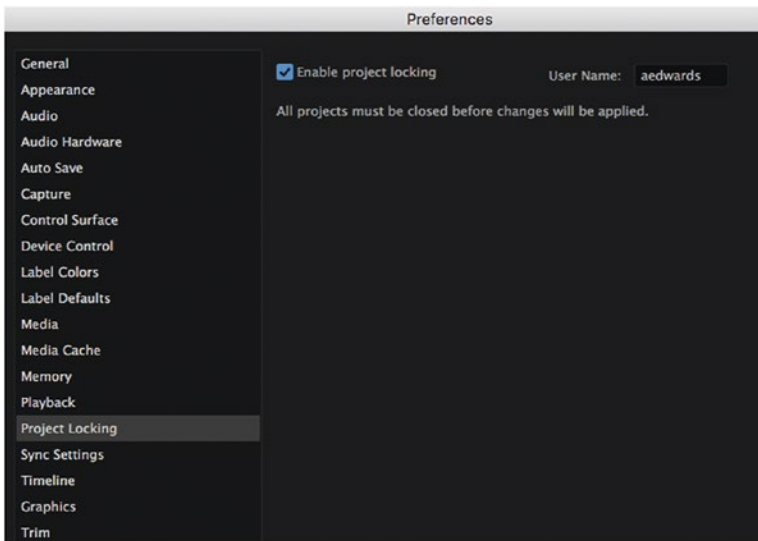 Preferences
General
Appearance
Audio
Audio Hardware
Auto Save
Capture
Control Surface
Device Control
Label Colors
Label Defaults
Media
Media Cache
Memory
Playback
Project Locking
Sync Settings
Timeline
Graphics
Trim
Enable project locking
User Name: aedwards
All projects must be closed before changes will be applied.